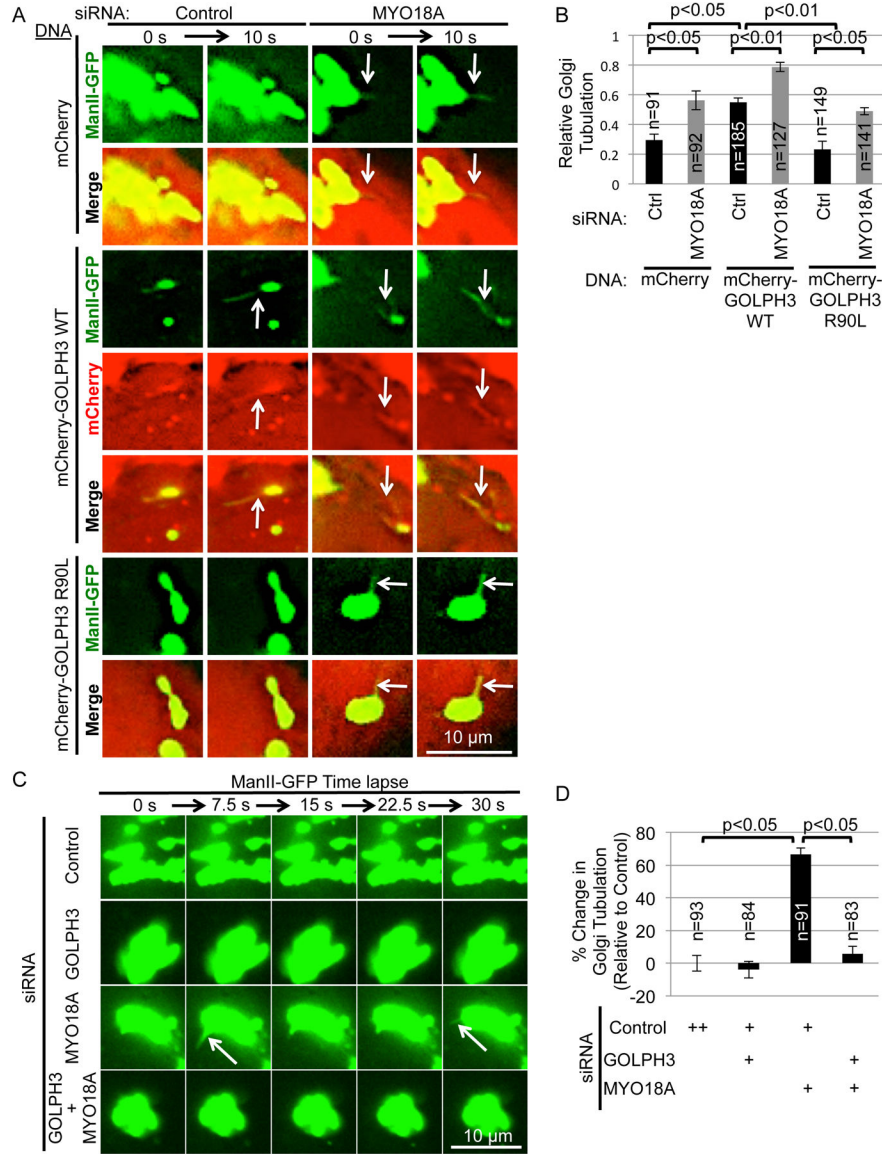 A
siRNA: Control MYO18A
DNA 0 s 10 s 0 s 10 s
mCherry
ManII-GFP
Merge
mCherry-GOLPH3 WT
ManII-GFP
mCherry
Merge
mCherry-GOLPH3 R90L
ManII-GFP
Merge
10 µm
B
p<0.05 p<0.01
p<0.05 p<0.01 p<0.05
Relative Golgi
Tubulation
1
0.8
0.6
0.4
0.2
0
n=91
n=92
n=185
n=127
n=149
n=141
siRNA: Ctrl MYO18A Ctrl MYO18A Ctrl MYO18A
DNA: mCherry mCherry-GOLPH3 WT mCherry-GOLPH3 R90L
C
ManII-GFP Time lapse
0 s 7.5 s 15 s 22.5 s 30 s
siRNA
Control
GOLPH3
MYO18A
GOLPH3
+
MYO18A
10 µm
D
p<0.05 p<0.05
% Change in
Golgi Tubulation
(Relative to Control)
80
60
40
20
0
-20
n=93
n=84
n=91
n=83
siRNA
Control ++ + +
GOLPH3 + +
MYO18A + +